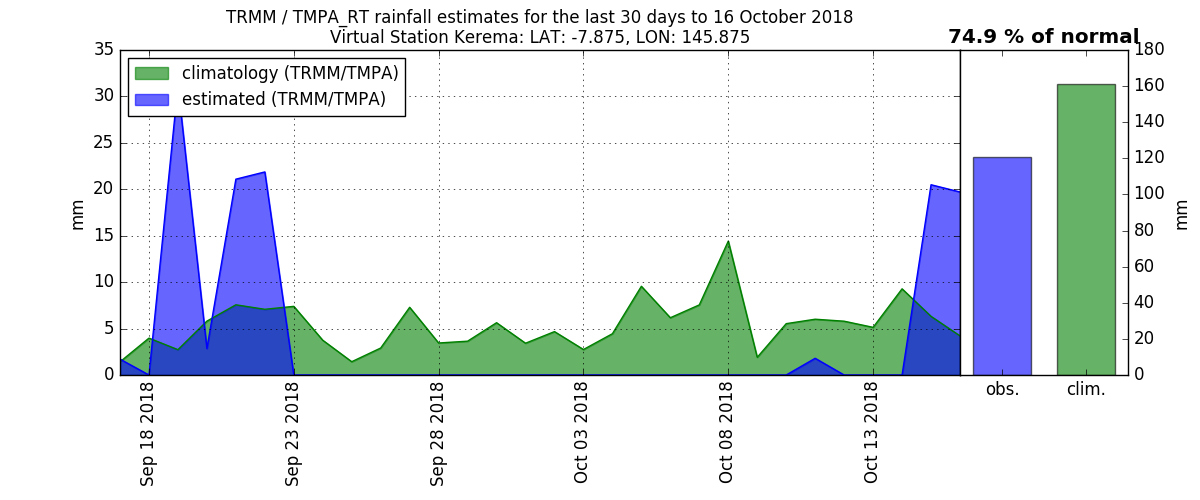 TRMM / TMPA_RT rainfall estimates for the last 30 days to 16 October 2018
Virtual Station Kerema: LAT: -7.875, LON: 145.875
74.9 % of normal
climatology (TRMM/TMPA)
estimated (TRMM/TMPA)
35
30
25
20
15
10
5
0
mm
Sep 18 2018
Sep 23 2018
Sep 28 2018
Oct 03 2018
Oct 08 2018
Oct 13 2018
obs.
clim.
180
160
140
120
100
80
60
40
20
0
mm